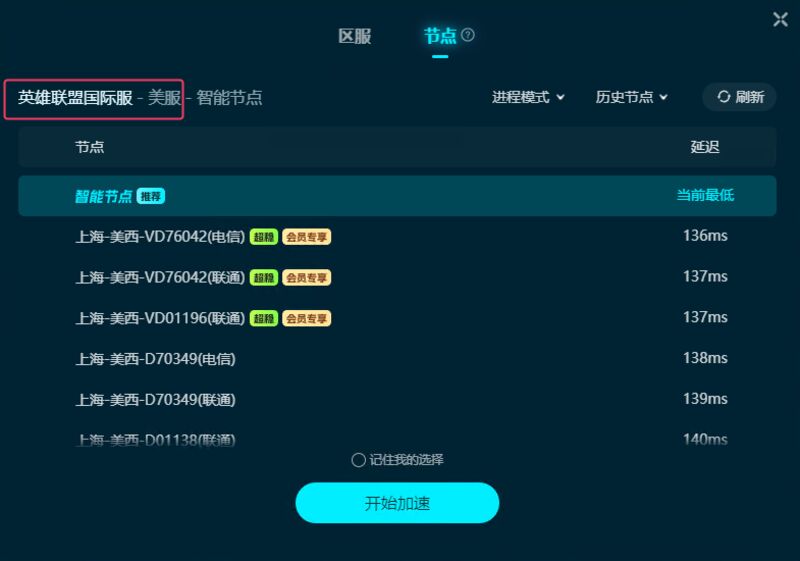 区服 节点 ?
英雄联盟国际服 - 美服 - 智能节点 进程模式 历史节点 刷新
节点 延迟
智能节点 推荐 当前最低
上海-美西-VD76042(电信) 超稳 会员专享 136ms
上海-美西-VD76042(联通) 超稳 会员专享 137ms
上海-美西-VD01196(联通) 超稳 会员专享 137ms
上海-美西-D70349(电信) 138ms
上海-美西-D70349(联通) 139ms
上海-美西-D01138(联通) 140ms
记住我的选择
开始加速